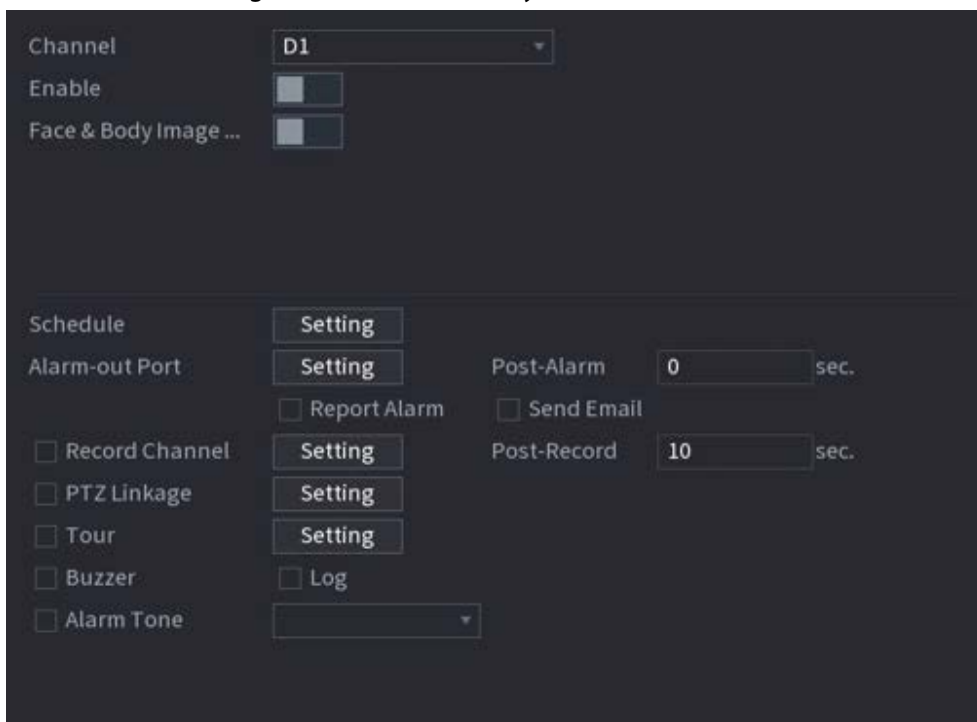 Channel D1
Enable
Face & Body Image ...
Schedule Setting
Alarm-out Port Setting Post-Alarm 0 sec.
Report Alarm Send Email
Record Channel Setting Post-Record 10 sec.
PTZ Linkage Setting
Tour Setting
Buzzer Log
Alarm Tone